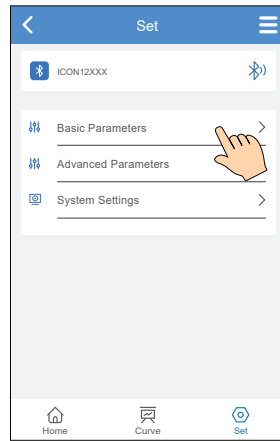 Set
ICON12XXX
Basic Parameters
Advanced Parameters
System Settings
Home
Curve
Set